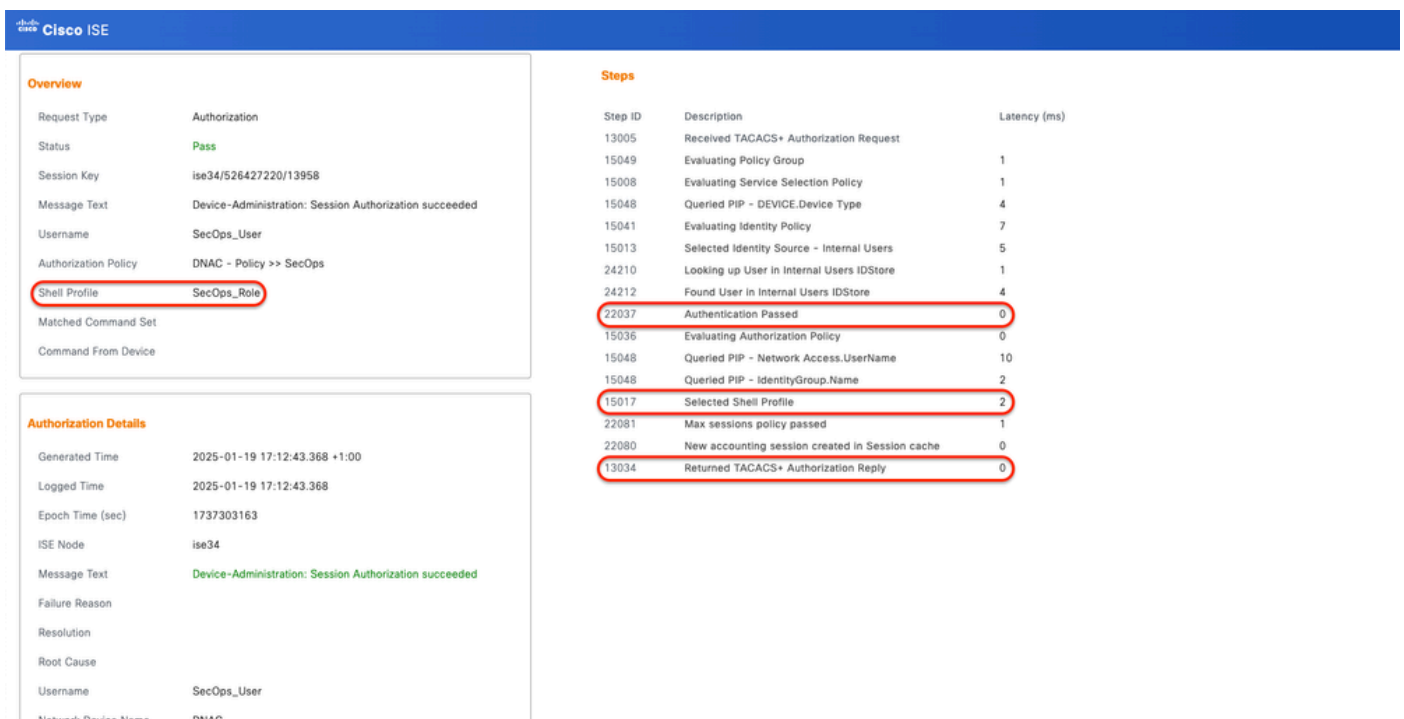 CISCO Cisco ISE
Overview
Request Type Authorization
Status Pass
Session Key ise34/526427220/13958
Message Text Device-Administration: Session Authorization succeeded
Username SecOps_User
Authorization Policy DNAC - Policy >> SecOps
Shell Profile SecOps_Role
Matched Command Set
Command From Device
Authorization Details
Generated Time 2025-01-19 17:12:43.368 +1:00
Logged Time 2025-01-19 17:12:43.368
Epoch Time (sec) 1737303163
ISE Node ise34
Message Text Device-Administration: Session Authorization succeeded
Failure Reason
Resolution
Root Cause
Username SecOps_User
Network Device Name DNAC
Steps
Step ID Description Latency (ms)
13005 Received TACACS+ Authorization Request
15049 Evaluating Policy Group 1
15008 Evaluating Service Selection Policy 1
15048 Queried PIP - DEVICE.Device Type 4
15041 Evaluating Identity Policy 7
15013 Selected Identity Source - Internal Users 5
24210 Looking up User in Internal Users IDStore 1
24212 Found User in Internal Users IDStore 4
22037 Authentication Passed 0
15036 Evaluating Authorization Policy 0
15048 Queried PIP - Network Access.UserName 10
15048 Queried PIP - IdentityGroup.Name 2
15017 Selected Shell Profile 2
22081 Max sessions policy passed 1
22080 New accounting session created in Session cache 0
13034 Returned TACACS+ Authorization Reply 0